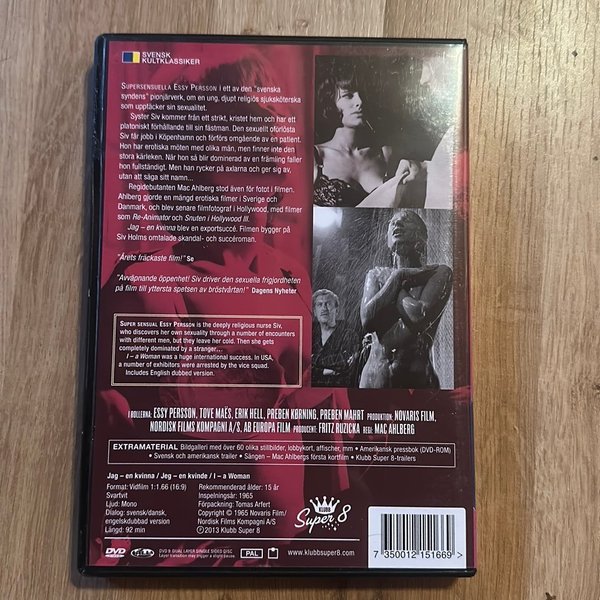 SVENSK
KULTKLASSIKER
SUPERSENSUELLA ESSY PERSSON i ett av den "svenska
syndens" pionjärverk, om en ung, djupt religiös sjuksköterska
som upptäcker sin sexualitet.
Syster Siv kommer från ett strikt, kristet hem och har ett
platoniskt förhållande till sin fästman. Den sexuellt oförlösta
Siv får jobb i Köpenhamn och förförs omgående av en patient.
Hon har erotiska möten med olika män, men finner inte den
stora kärleken. När hon så blir dominerad av en främling faller
hon fullständigt. Men han rycker på axlarna och ger sig av,
utan att säga sitt namn...
Regidebutanten Mac Ahlberg stod även för fotot i filmen.
Ahlberg gjorde en mängd erotiska filmer i Sverige och
Danmark, och blev senare filmfotograf i Hollywood, med filmer
som Re-Animator och Snuten i Hollywood III.
Jag – en kvinna blev en exportsuccé. Filmen bygger på
Siv Holms omtalade skandal- och succéroman.
"Årets fräckaste film!" Se
"Avväpnande öppenhet! Siv driver den sexuella frigjordheten
på film till yttersta spetsen av bröstvårtan!" Dagens Nyheter
SUPER SENSUAL ESSY PERSSON is the deeply religious nurse Siv,
who discovers her own sexuality through a number of encounters
with different men, but they leave her cold. Then she gets
completely dominated by a stranger...
I – a Woman was a huge international success. In USA,
a number of exhibitors were arrested by the vice squad.
Includes English dubbed version.
I ROLLERNA: ESSY PERSSON, TOVE MAËS, ERIK HELL, PREBEN KØRNING, PREBEN MAHRT PRODUKTION: NOVARIS FILM,
NORDISK FILMS KOMPAGNI A/S, AB EUROPA FILM PRODUCENT: FRITZ RUZICKA REGI: MAC AHLBERG
EXTRAMATERIAL Bildgalleri med över 60 olika stillbilder, lobbykort, affischer, mm • Amerikansk pressbok (DVD-ROM)
• Svensk och amerikansk trailer • Sången – Mac Ahlbergs första kortfilm • Klubb Super 8-trailers
Jag – en kvinna / Jeg – en kvinde / I – a Woman
Format: Vidfilm 1:1.66 (16:9)
Svartvit
Ljud: Mono
Dialog: svensk/dansk,
engelskdubbad version
Längd: 92 min
Rekommenderad ålder: 15 år
Inspelningsår: 1965
Förpackning: Tomas Arfert
Copyright © 1965 Novaris Film/
Nordisk Films Kompagni A/S
℗2013 Klubb Super 8
KLUBB
Super 8
DVD
DVD 9: DUAL LAYER SINGLE SIDED DISC
Layer transition may trigger a slight pause.
PAL
www.klubbsuper8.com
7 350012 151669 >